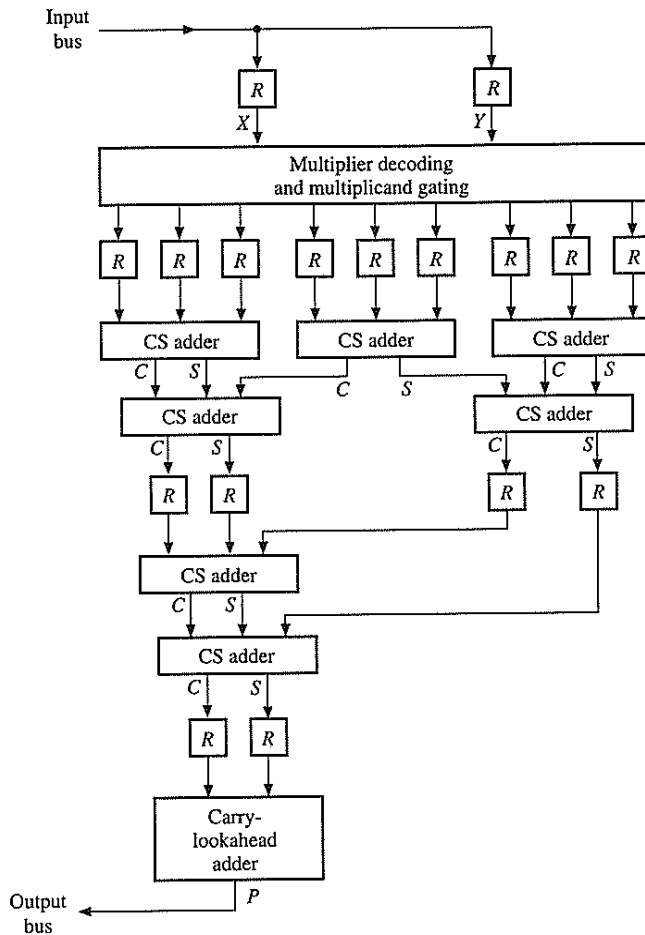 Input
bus
R
R
X
Y
Multiplier decoding
and multiplicand gating
R R R R R R R R R
CS adder
CS adder
CS adder
C S
C S
C S
CS adder
CS adder
C S
C S
R R
R R
CS adder
C S
CS adder
C S
R R
Carry-
lookahead
adder
P
Output
bus